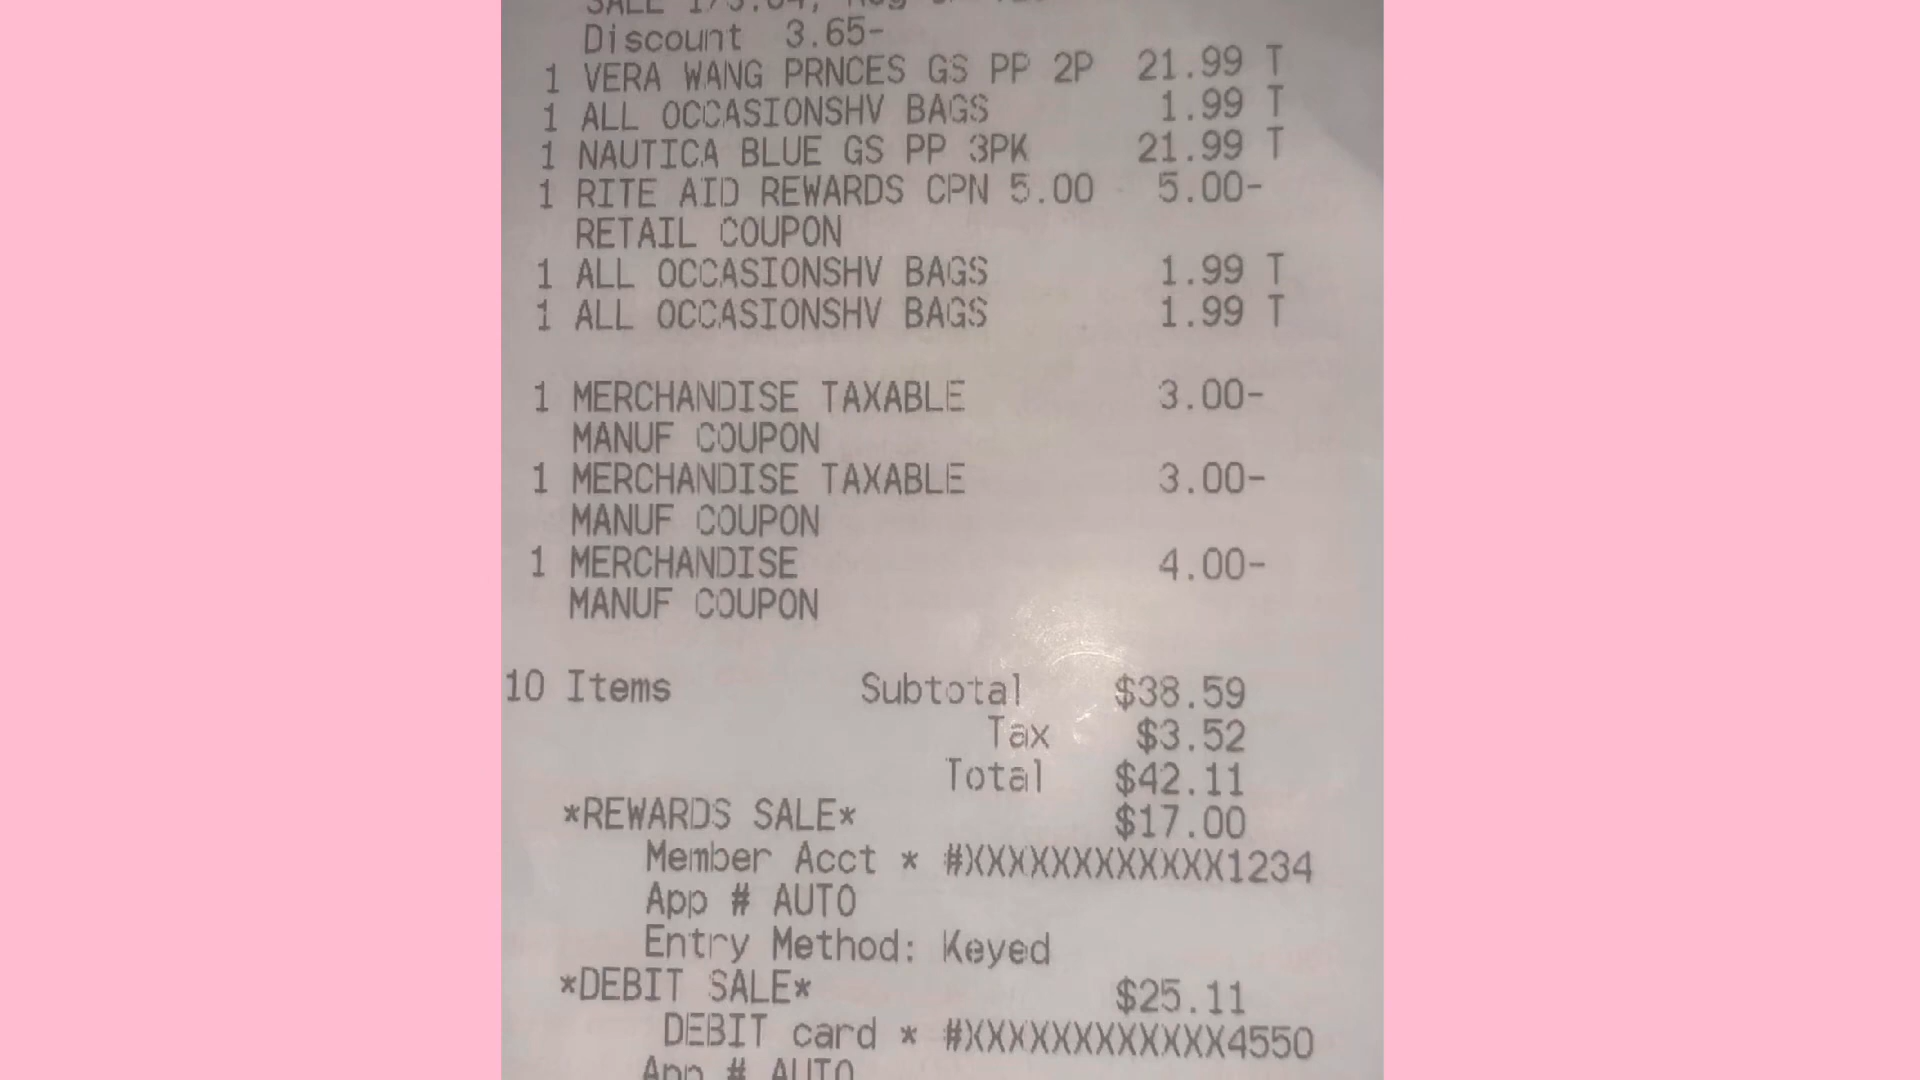 Discount 3.65-
1 VERA WANG PRNCES GS PP 2P 21.99 T
1 ALL OCCASIONSHV BAGS 1.99 T
1 NAUTICA BLUE GS PP 3PK 21.99 T
1 RITE AID REWARDS CPN 5.00 5.00-
RETAIL COUPON
1 ALL OCCASIONSHV BAGS 1.99 T
1 ALL OCCASIONSHV BAGS 1.99 T
1 MERCHANDISE TAXABLE 3.00-
MANUF COUPON
1 MERCHANDISE TAXABLE 3.00-
MANUF COUPON
1 MERCHANDISE 4.00-
MANUF COUPON
10 Items Subtotal $38.59
Tax $3.52
Total $42.11
*REWARDS SALE* $17.00
Member Acct * #XXXXXXXXXXXX1234
App # AUTO
Entry Method: Keyed
*DEBIT SALE* $25.11
DEBIT card * #XXXXXXXXXXXX4550
App # AUTO